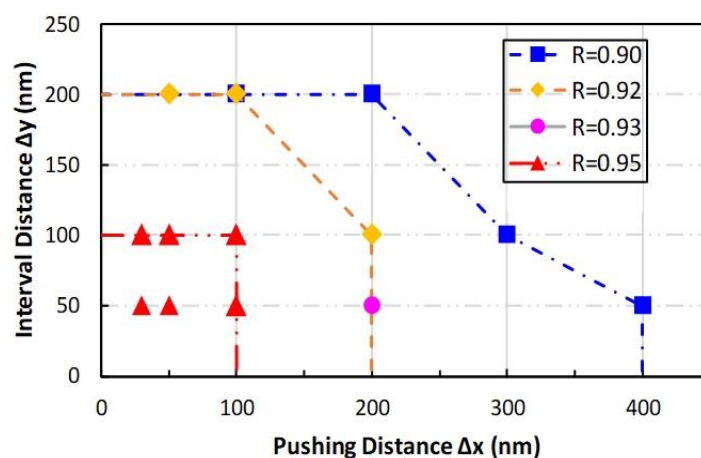 250
200
150
100
50
0
Interval Distance Δy (nm)
R=0.90
R=0.92
R=0.93
R=0.95
0 100 200 300 400
Pushing Distance Δx (nm)